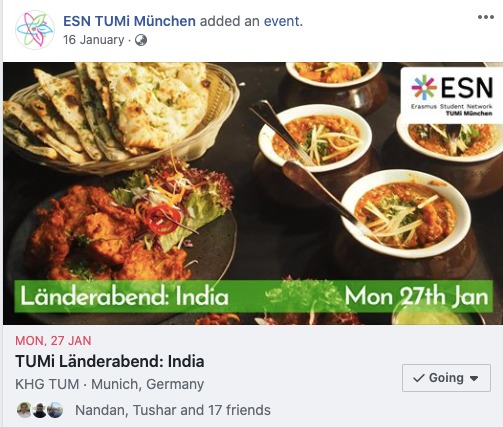 ESN TUMi München added an event.
16 January ·
ESN
Erasmus Student Network
TUMi München
Länderabend: India
Mon 27th Jan
MON, 27 JAN
TUMi Länderabend: India
KHG TUM · Munich, Germany
Going
Nandan, Tushar and 17 friends